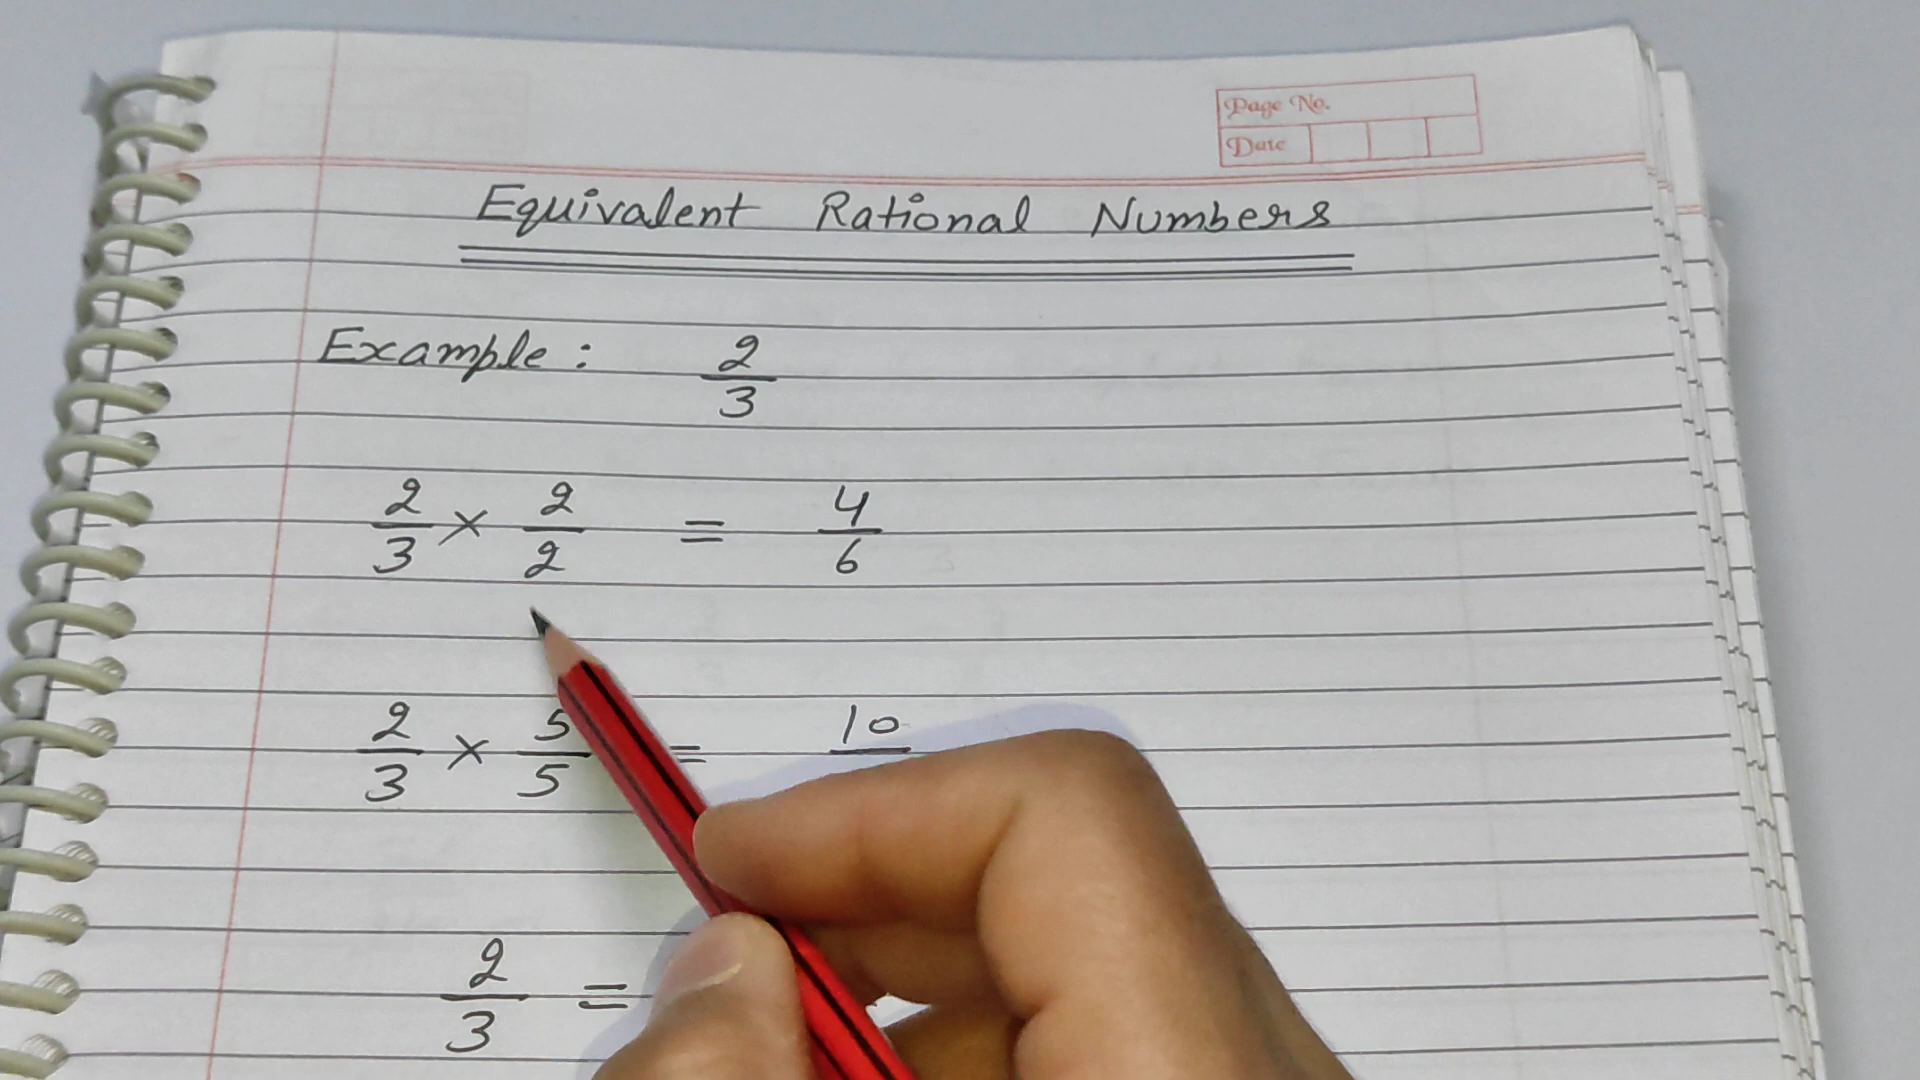 Page No.
Date
Equivalent Rational Numbers
Example : 2/3
2/3 × 2/2 = 4/6
2/3 × 5/5 = 10/
2/3 =